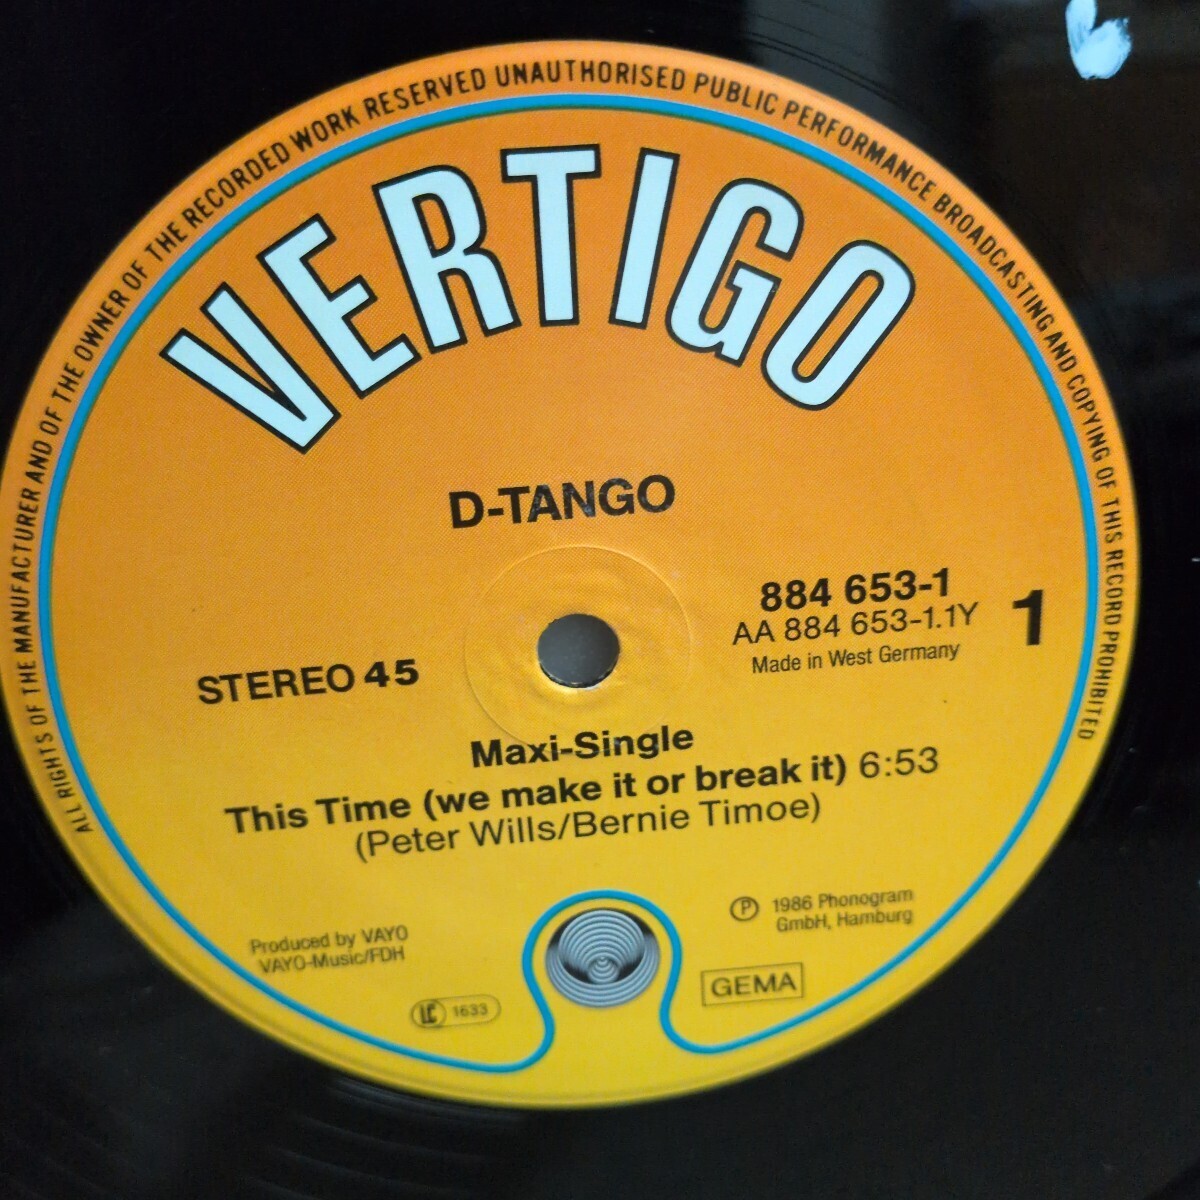 ALL RIGHTS OF THE MANUFACTURER AND OF THE OWNER OF THE RECORDED WORK RESERVED UNAUTHORISED PUBLIC PERFORMANCE BROADCASTING AND COPYING OF THIS RECORD PROHIBITED
VERTIGO
D-TANGO
884 653-1
AA 884 653-1.1Y
Made in West Germany
1
STEREO 45
Maxi-Single
This Time (we make it or break it) 6:53
(Peter Wills/Bernie Timoe)
Produced by VAYO
VAYO-Music/FDH
Ⓟ 1986 Phonogram
GmbH, Hamburg
LC 1633
GEMA